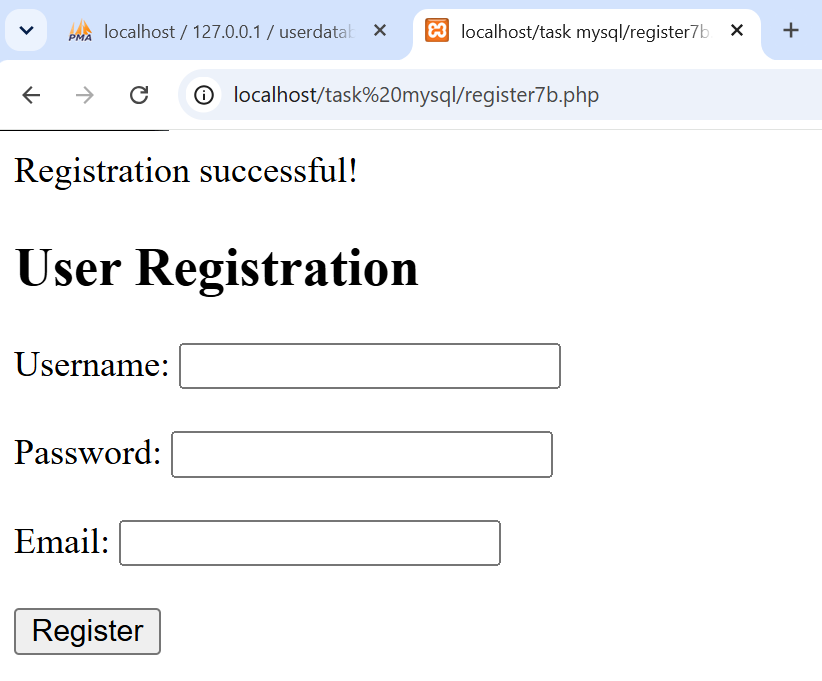 PMA localhost / 127.0.0.1 / userdatab
localhost/task mysql/register7b
localhost/task%20mysql/register7b.php
Registration successful!
User Registration
Username:
Password:
Email:
Register